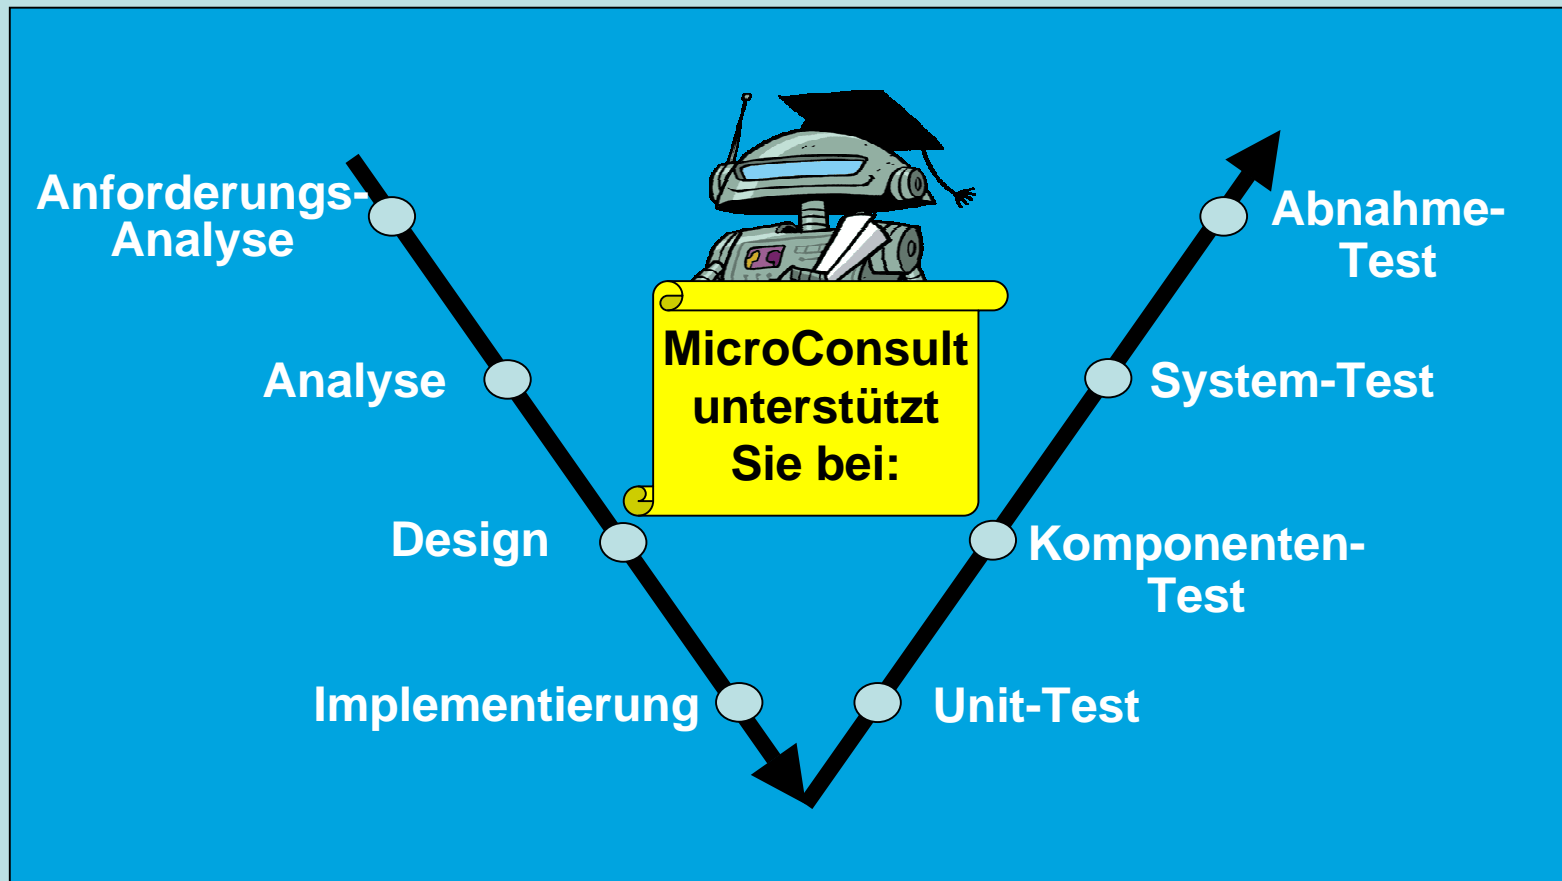 Anforderungs-
Analyse
Analyse
Design
Implementierung
MicroConsult
unterstützt
Sie bei:
Abnahme-
Test
System-Test
Komponenten-
Test
Unit-Test